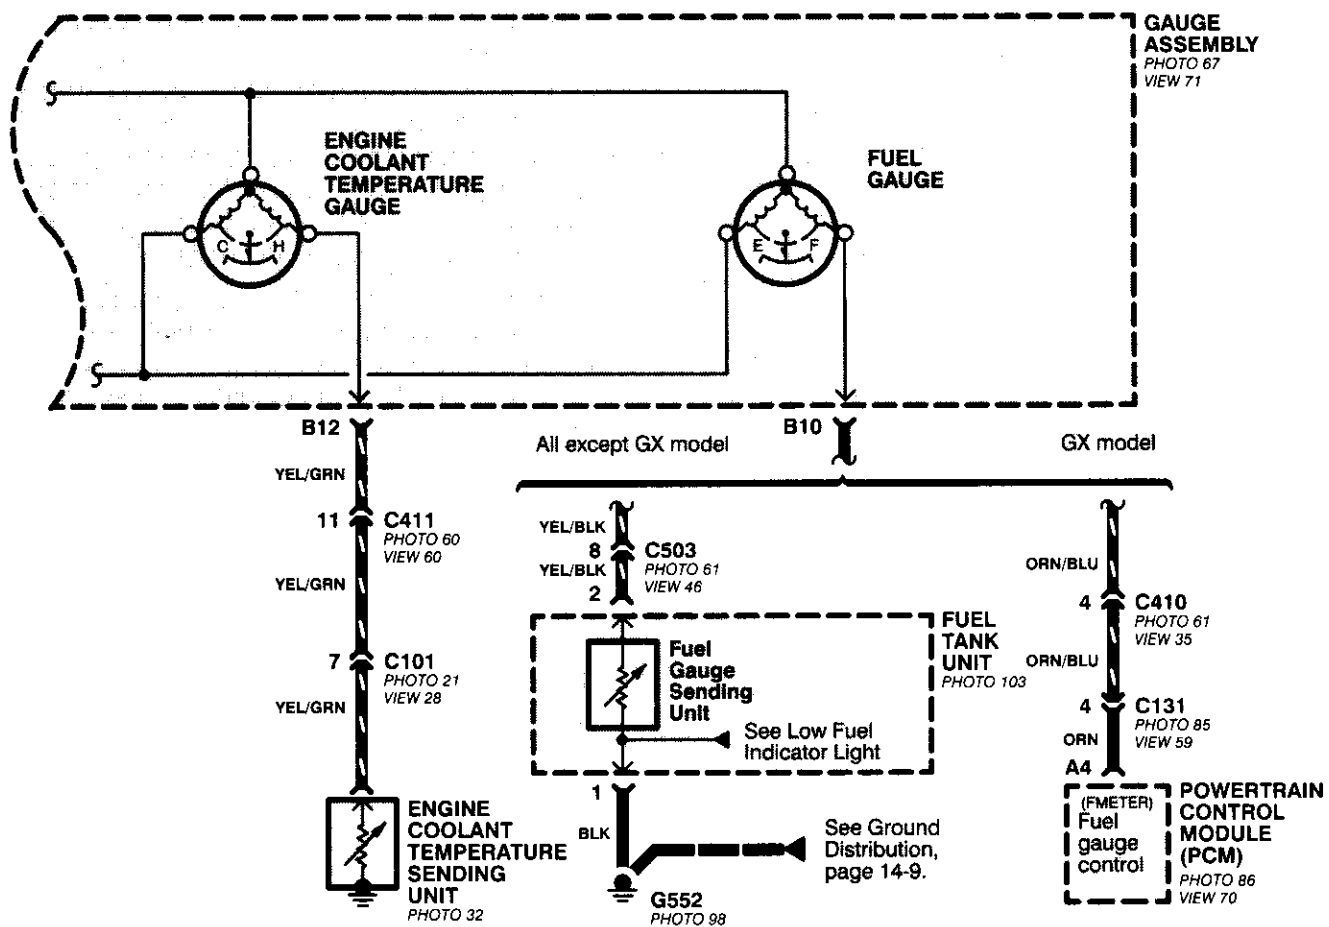 GAUGE
ASSEMBLY
PHOTO 67
VIEW 71
ENGINE
COOLANT
TEMPERATURE
GAUGE
C H
FUEL
GAUGE
E F
B12
B10
All except GX model
GX model
YEL/GRN
11 C411
PHOTO 60
VIEW 60
YEL/GRN
7 C101
PHOTO 21
VIEW 28
YEL/GRN
ENGINE
COOLANT
TEMPERATURE
SENDING
UNIT
PHOTO 32
YEL/BLK
8 C503
PHOTO 61
VIEW 46
YEL/BLK
2
FUEL
TANK
UNIT
PHOTO 103
Fuel
Gauge
Sending
Unit
See Low Fuel
Indicator Light
1
BLK
See Ground
Distribution,
page 14-9.
G552
PHOTO 98
ORN/BLU
4 C410
PHOTO 61
VIEW 35
ORN/BLU
4 C131
PHOTO 85
VIEW 59
ORN
A4
(FMETER)
Fuel
gauge
control
POWERTRAIN
CONTROL
MODULE
(PCM)
PHOTO 86
VIEW 70